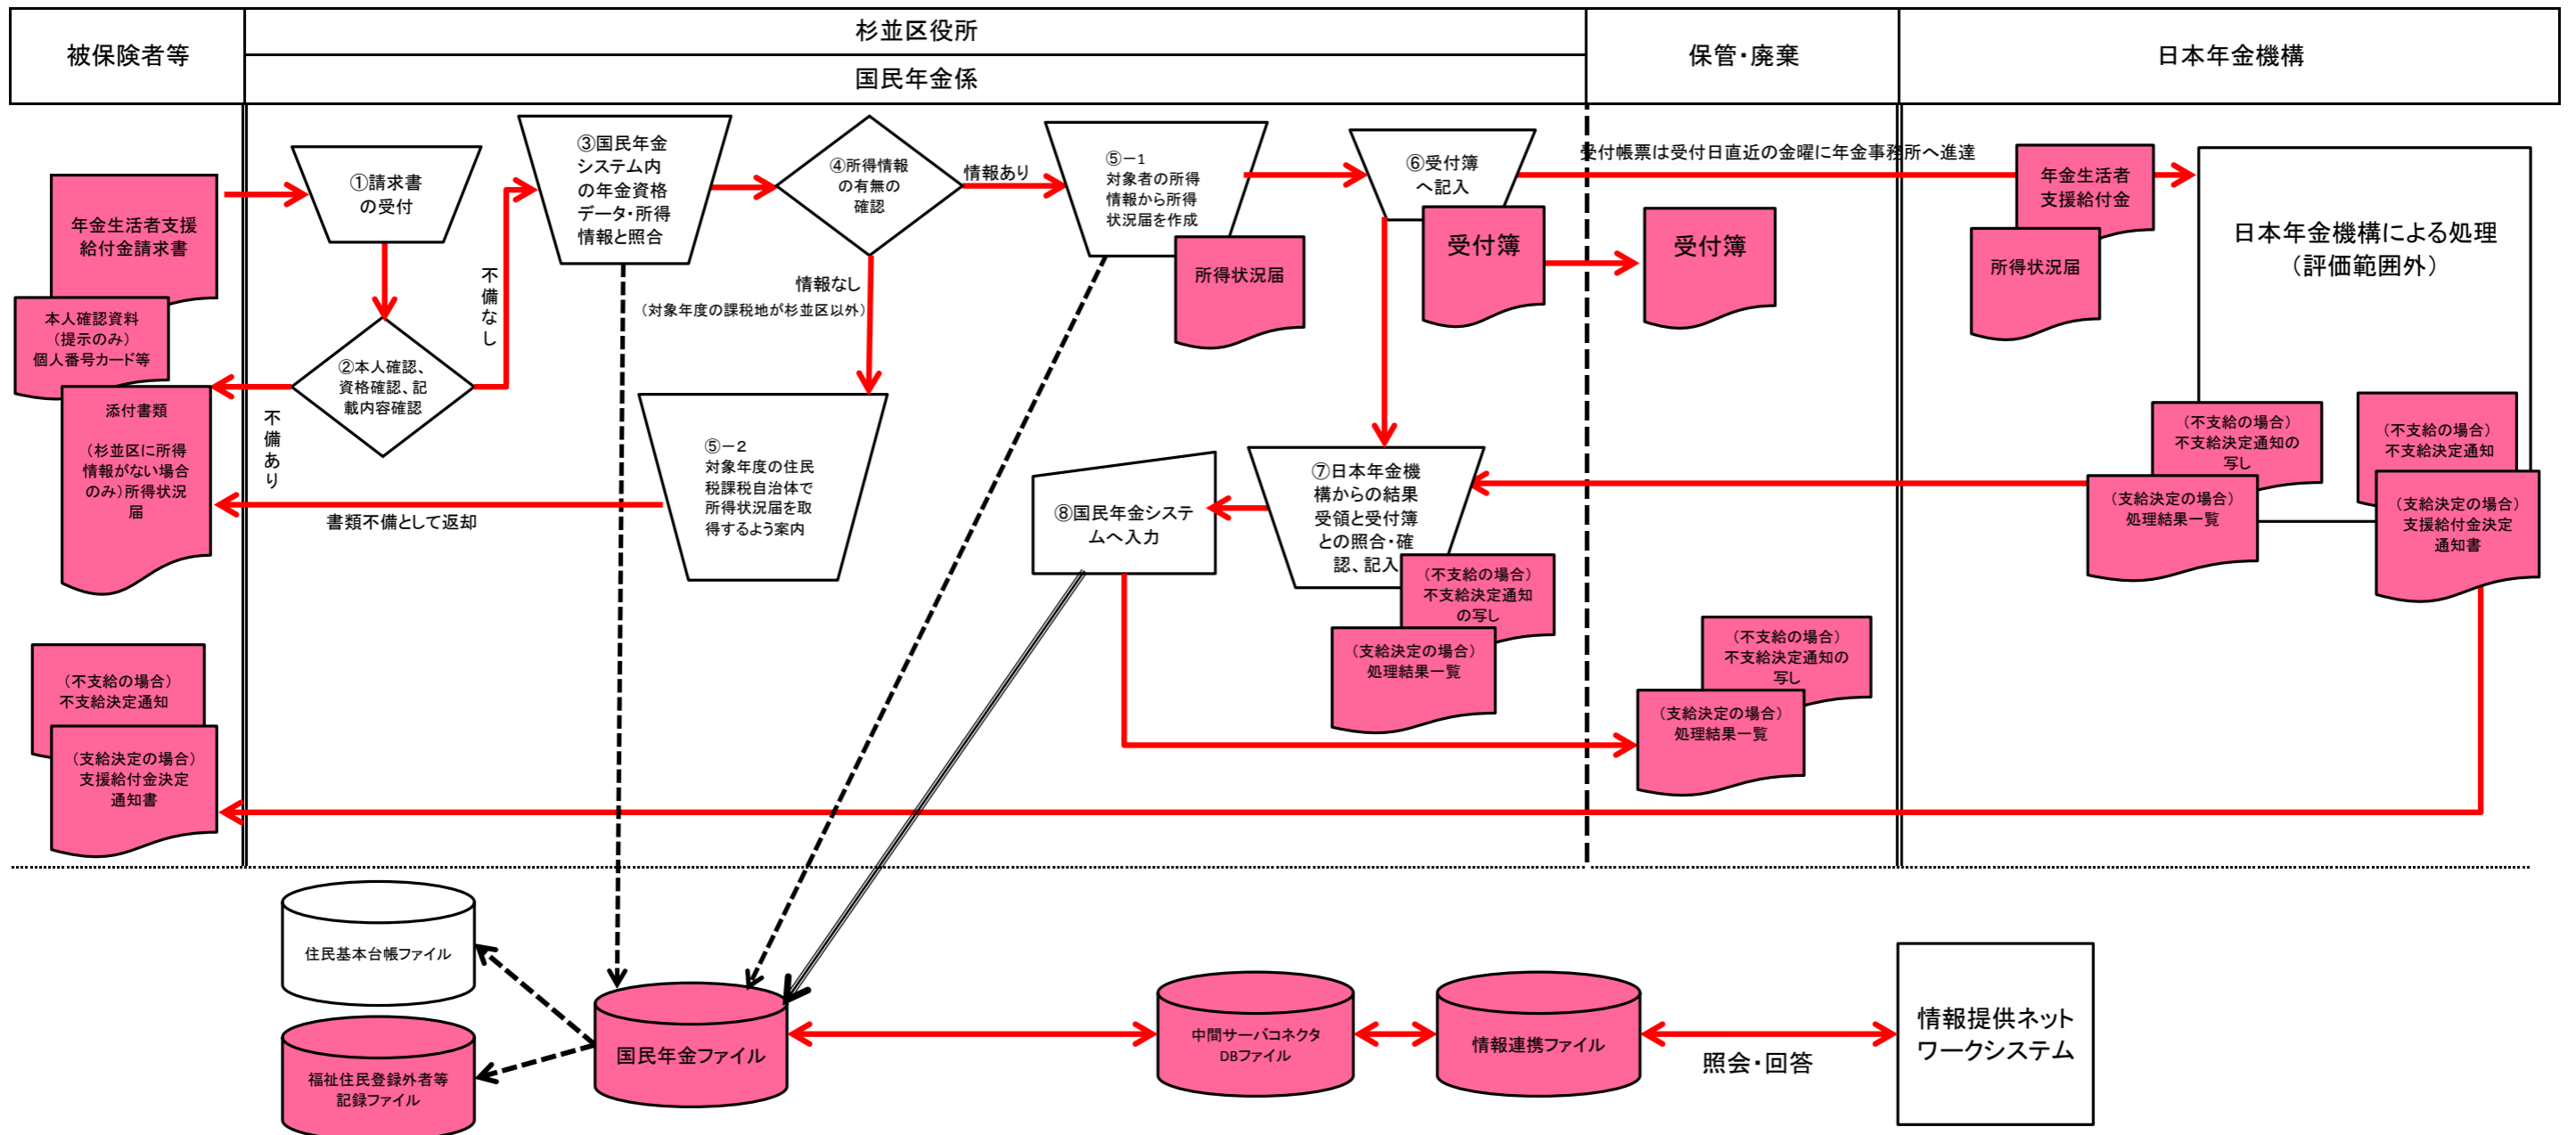 被保険者等
杉並区役所
国民年金係
保管・廃棄
日本年金機構
年金生活者支援
給付金請求書
本人確認資料
(提示のみ)
個人番号カード等
添付書類
(杉並区に所得
情報がない場合
のみ)所得状況
届
①請求書
の受付
②本人確認、
資格確認、記
載内容確認
不備なし
不備あり
③国民年金
システム内
の年金資格
データ・所得
情報と照合
④所得情報
の有無の
確認
情報あり
情報なし
(対象年度の課税地が杉並区以外)
⑤－1
対象者の所得
情報から所得
状況届を作成
所得状況届
⑤－2
対象年度の住民
税課税自治体で
所得状況届を取
得するよう案内
書類不備として返却
⑥受付簿
へ記入
受付簿
受付簿
受付帳票は受付日直近の金曜に年金事務所へ進達
年金生活者
支援給付金
所得状況届
日本年金機構による処理
(評価範囲外)
(不支給の場合)
不支給決定通知の
写し
(支給決定の場合)
処理結果一覧
(不支給の場合)
不支給決定通知
(支給決定の場合)
支援給付金決定
通知書
⑦日本年金機
構からの結果
受領と受付簿
との照合・確
認、記入
(不支給の場合)
不支給決定通知
の写し
(支給決定の場合)
処理結果一覧
⑧国民年金システ
ムへ入力
(不支給の場合)
不支給決定通知の
写し
(支給決定の場合)
処理結果一覧
(不支給の場合)
不支給決定通知
(支給決定の場合)
支援給付金決定
通知書
住民基本台帳ファイル
福祉住民登録外者等
記録ファイル
国民年金ファイル
中間サーバコネクタ
DBファイル
情報連携ファイル
照会・回答
情報提供ネット
ワークシステム